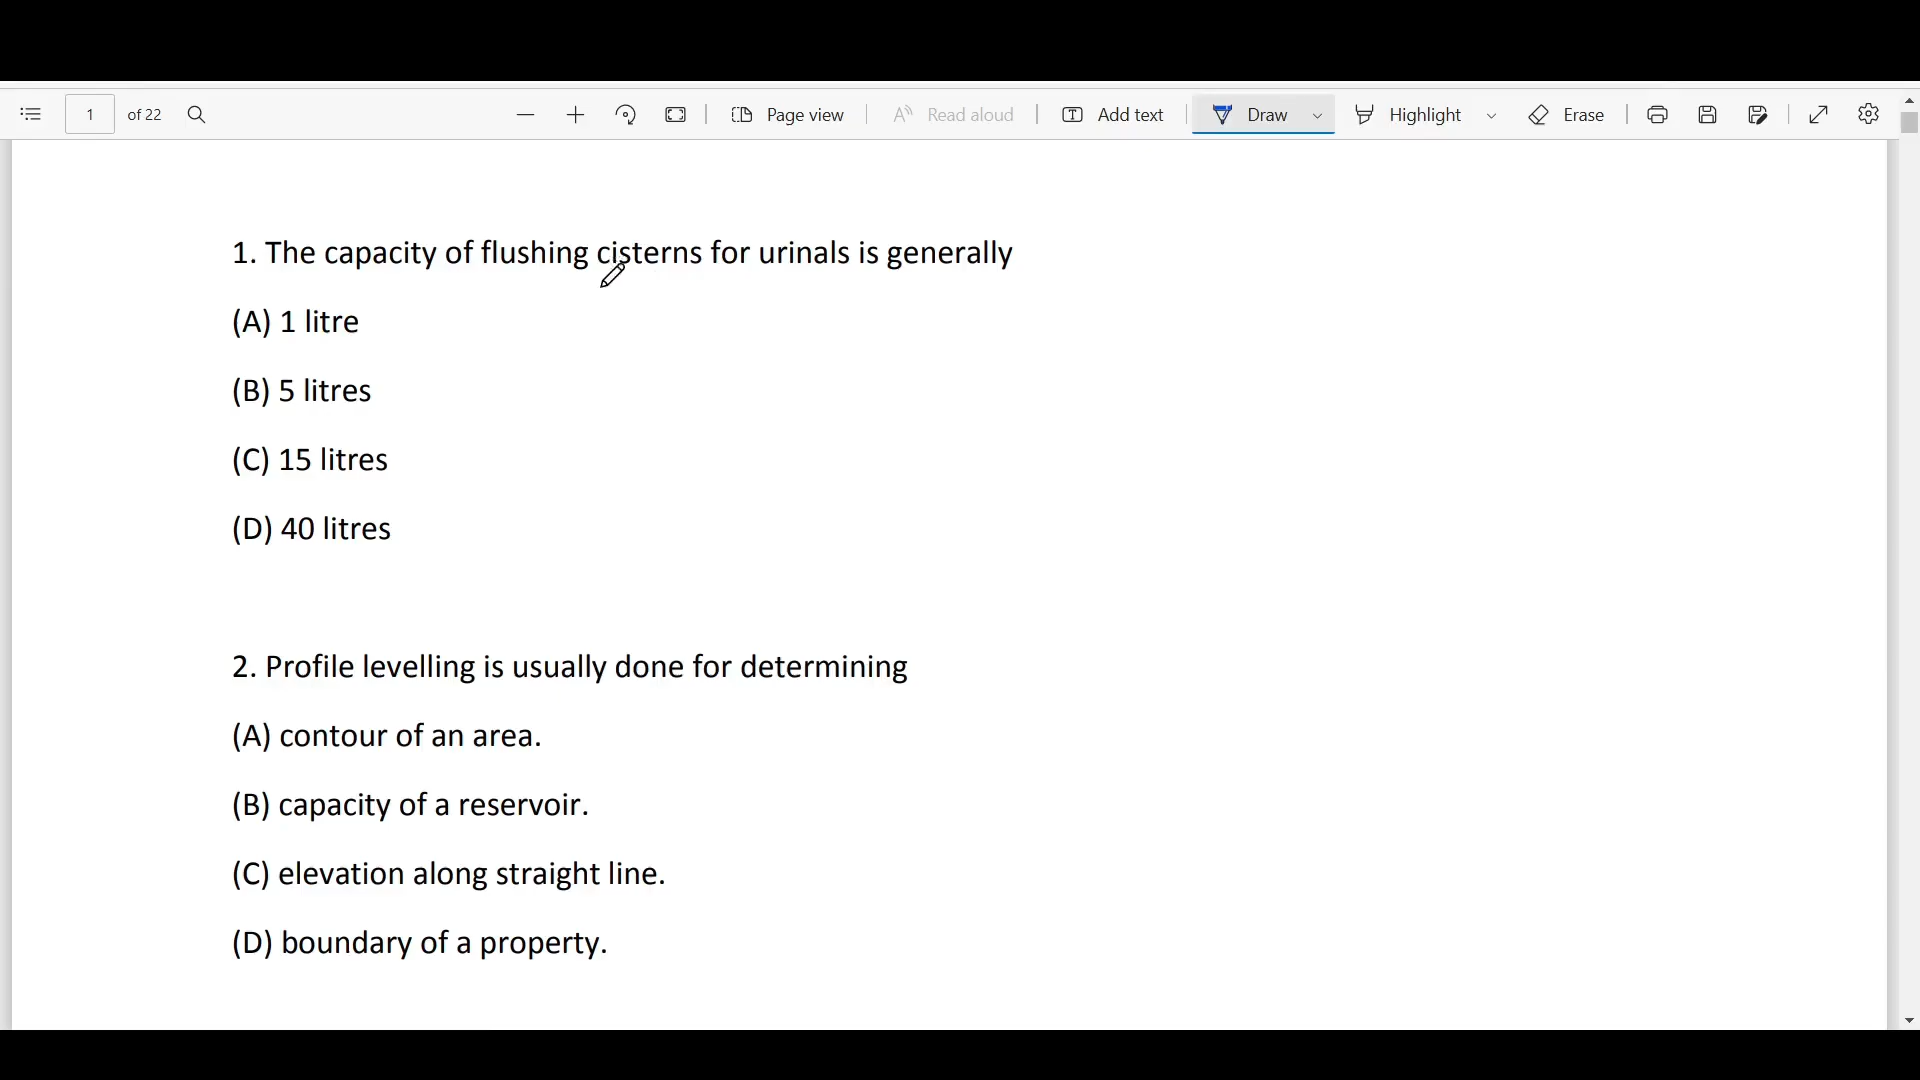 1 of 22 Page view Read aloud Add text Draw Highlight Erase
1. The capacity of flushing cisterns for urinals is generally
(A) 1 litre
(B) 5 litres
(C) 15 litres
(D) 40 litres
2. Profile levelling is usually done for determining
(A) contour of an area.
(B) capacity of a reservoir.
(C) elevation along straight line.
(D) boundary of a property.